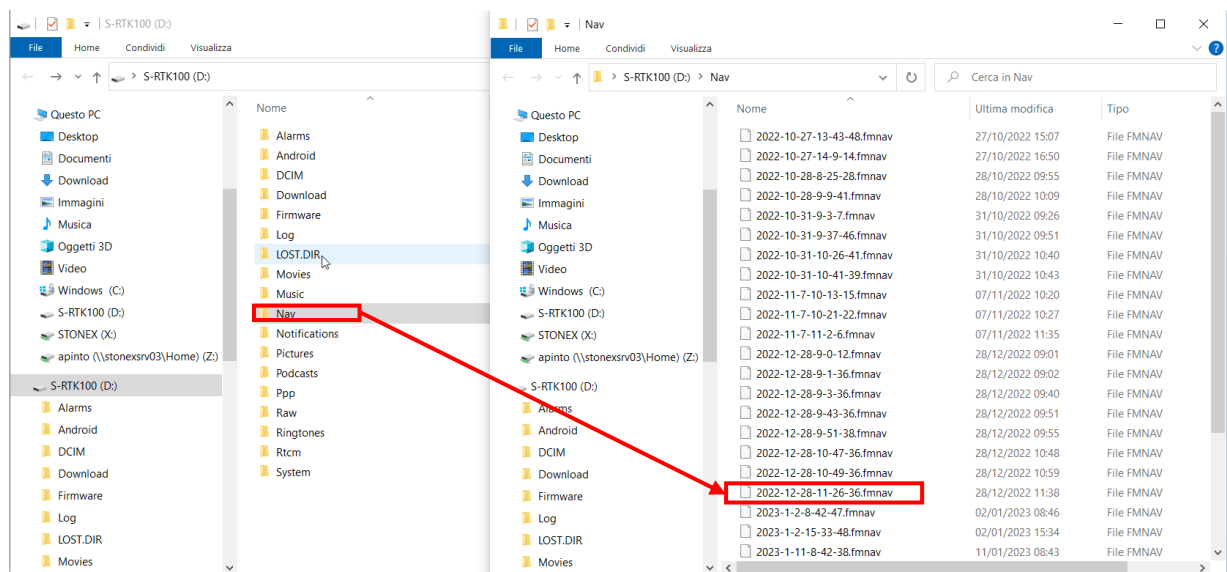 S-RTK100 (D:)
File Home Condividi Visualizza
S-RTK100 (D:)
Questo PC
Desktop
Documenti
Download
Immagini
Musica
Oggetti 3D
Video
Windows (C:)
S-RTK100 (D:)
STONEX (X:)
apinto (\\stonexsrv03\Home) (Z:)
S-RTK100 (D:)
Alarms
Android
DCIM
Download
Firmware
Log
LOST.DIR
Movies
Nome
Alarms
Android
DCIM
Download
Firmware
Log
LOST.DIR
Movies
Music
Nav
Notifications
Pictures
Podcasts
Ppp
Raw
Ringtones
Rtcm
System
Nav
File Home Condividi Visualizza
S-RTK100 (D:) Nav
Cerca in Nav
Questo PC
Desktop
Documenti
Download
Immagini
Musica
Oggetti 3D
Video
Windows (C:)
S-RTK100 (D:)
STONEX (X:)
apinto (\\stonexsrv03\Home) (Z:)
S-RTK100 (D:)
Alarms
Android
DCIM
Download
Firmware
Log
LOST.DIR
Movies
Nome Ultima modifica Tipo
2022-10-27-13-43-48.fmnav 27/10/2022 15:07 File FMNAV
2022-10-27-14-9-14.fmnav 27/10/2022 16:50 File FMNAV
2022-10-28-8-25-28.fmnav 28/10/2022 09:55 File FMNAV
2022-10-28-9-9-41.fmnav 28/10/2022 10:09 File FMNAV
2022-10-31-9-3-7.fmnav 31/10/2022 09:26 File FMNAV
2022-10-31-9-37-46.fmnav 31/10/2022 09:51 File FMNAV
2022-10-31-10-26-41.fmnav 31/10/2022 10:40 File FMNAV
2022-10-31-10-41-39.fmnav 31/10/2022 10:43 File FMNAV
2022-11-7-10-13-15.fmnav 07/11/2022 10:20 File FMNAV
2022-11-7-10-21-22.fmnav 07/11/2022 10:27 File FMNAV
2022-11-7-11-2-6.fmnav 07/11/2022 11:35 File FMNAV
2022-12-28-9-0-12.fmnav 28/12/2022 09:01 File FMNAV
2022-12-28-9-1-36.fmnav 28/12/2022 09:02 File FMNAV
2022-12-28-9-3-36.fmnav 28/12/2022 09:40 File FMNAV
2022-12-28-9-43-36.fmnav 28/12/2022 09:51 File FMNAV
2022-12-28-9-51-38.fmnav 28/12/2022 09:55 File FMNAV
2022-12-28-10-47-36.fmnav 28/12/2022 10:48 File FMNAV
2022-12-28-10-49-36.fmnav 28/12/2022 10:59 File FMNAV
2022-12-28-11-26-36.fmnav 28/12/2022 11:38 File FMNAV
2023-1-2-8-42-47.fmnav 02/01/2023 08:46 File FMNAV
2023-1-2-15-33-48.fmnav 02/01/2023 15:34 File FMNAV
2023-1-11-8-42-38.fmnav 11/01/2023 08:43 File FMNAV